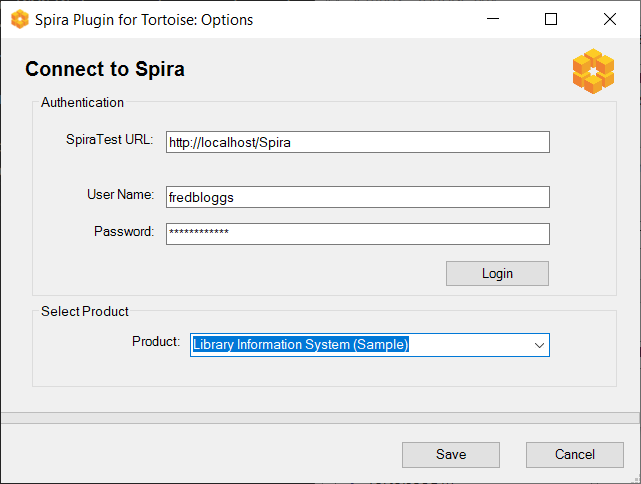 Spira Plugin for Tortoise: Options
Connect to Spira
Authentication
SpiraTest URL: http://localhost/Spira
User Name: fredbloggs
Password: ************
Login
Select Product
Product: Library Information System (Sample)
Save Cancel